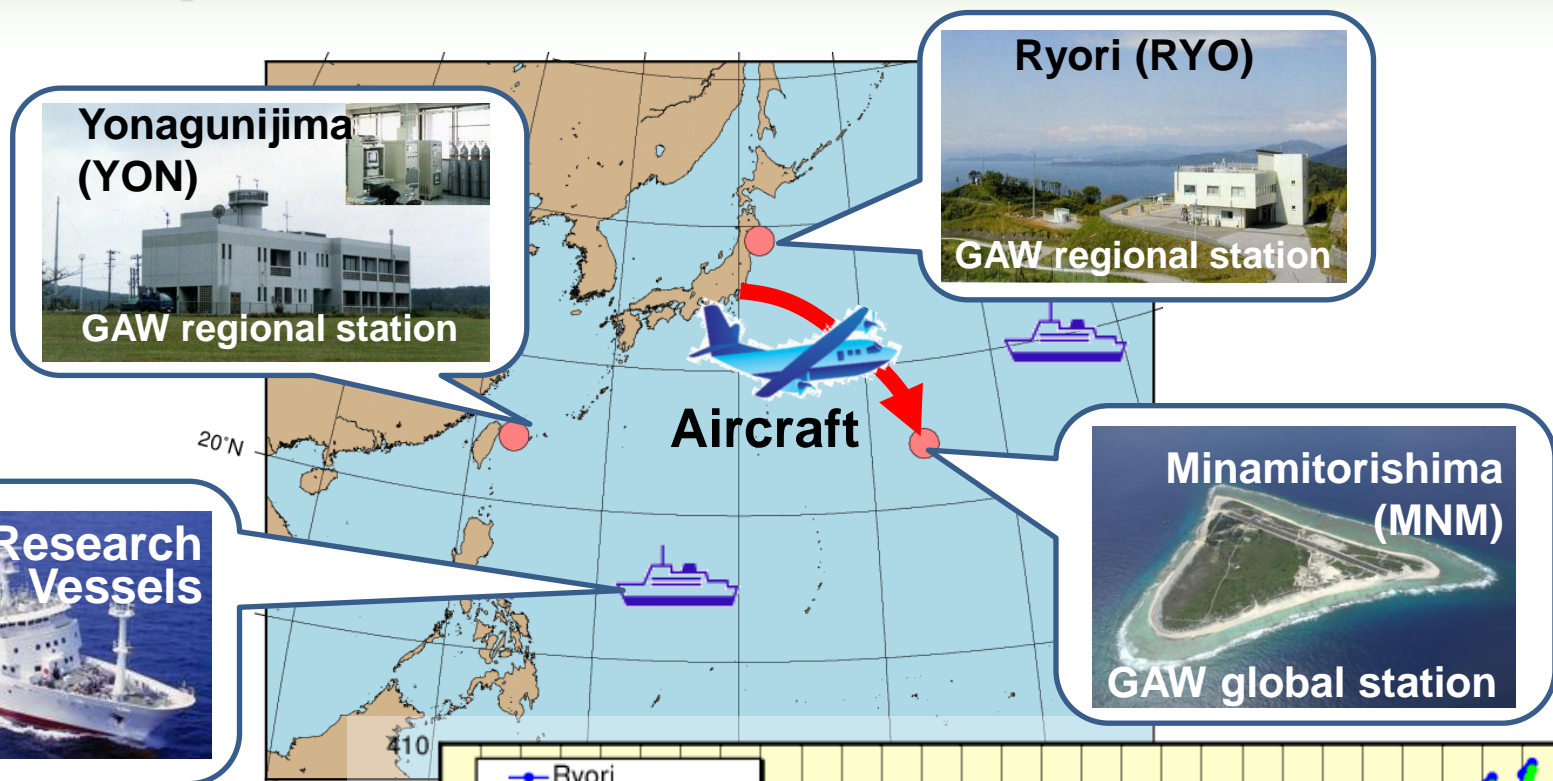 Ryori (RYO)
GAW regional station
Yonagunijima
(YON)
GAW regional station
Aircraft
20°N
Minamitorishima
(MNM)
GAW global station
Research
Vessels
410
Ryori